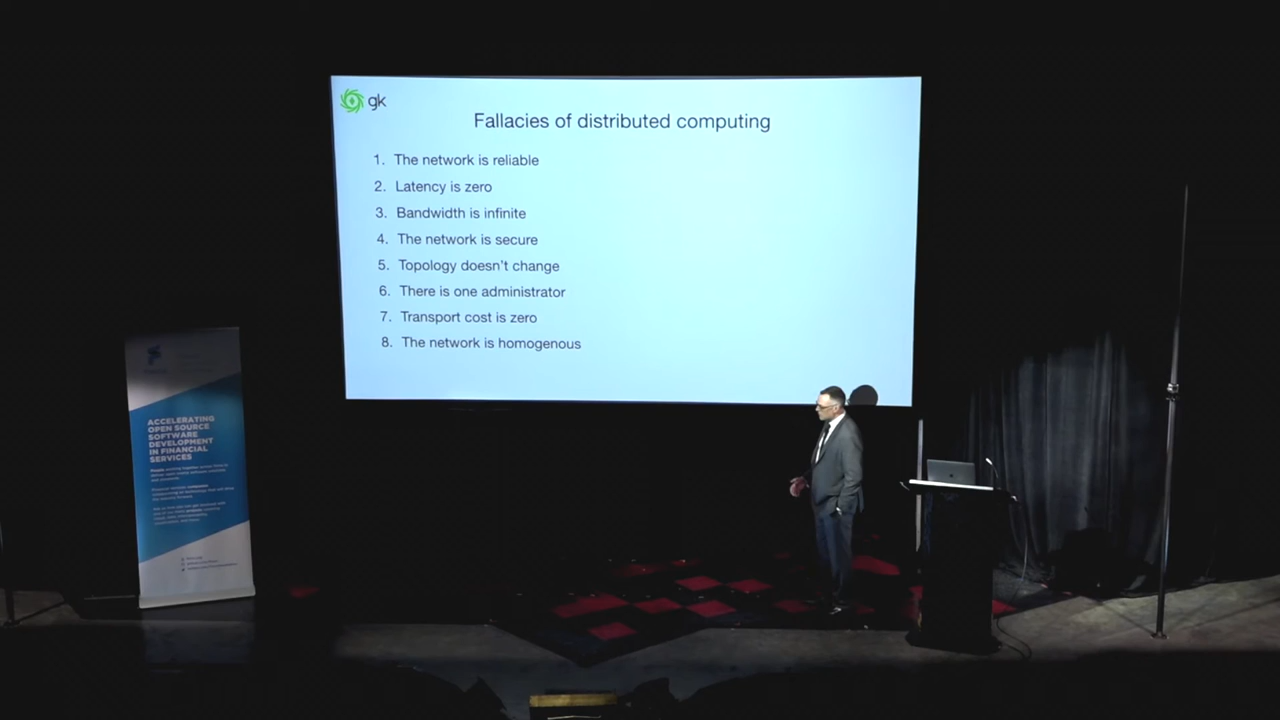 gk
Fallacies of distributed computing
1. The network is reliable
2. Latency is zero
3. Bandwidth is infinite
4. The network is secure
5. Topology doesn't change
6. There is one administrator
7. Transport cost is zero
8. The network is homogenous
ACCELERATING
OPEN SOURCE
SOFTWARE
DEVELOPMENT
IN FINANCIAL
SERVICES